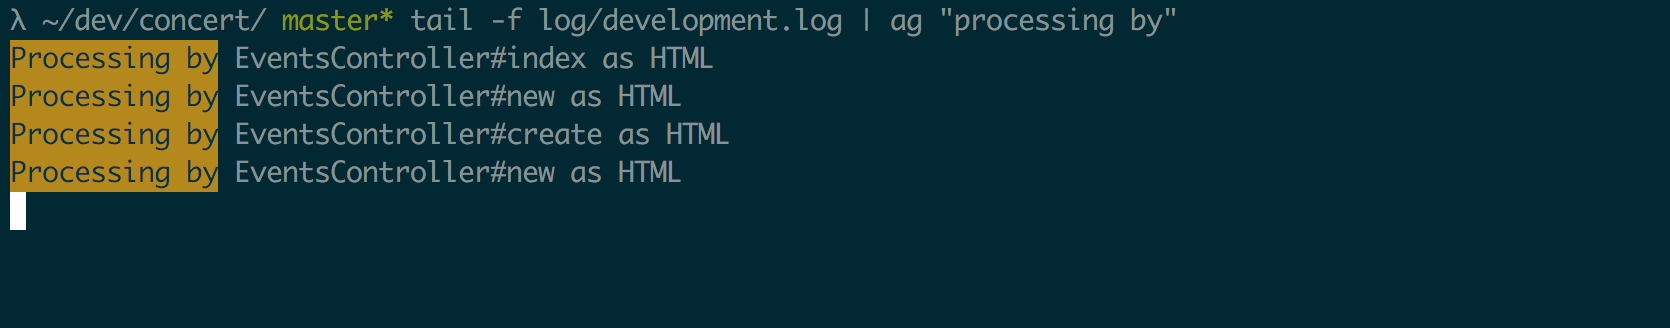 λ ~/dev/concert/ master* tail -f log/development.log | ag "processing by"
Processing by EventsController#index as HTML
Processing by EventsController#new as HTML
Processing by EventsController#create as HTML
Processing by EventsController#new as HTML